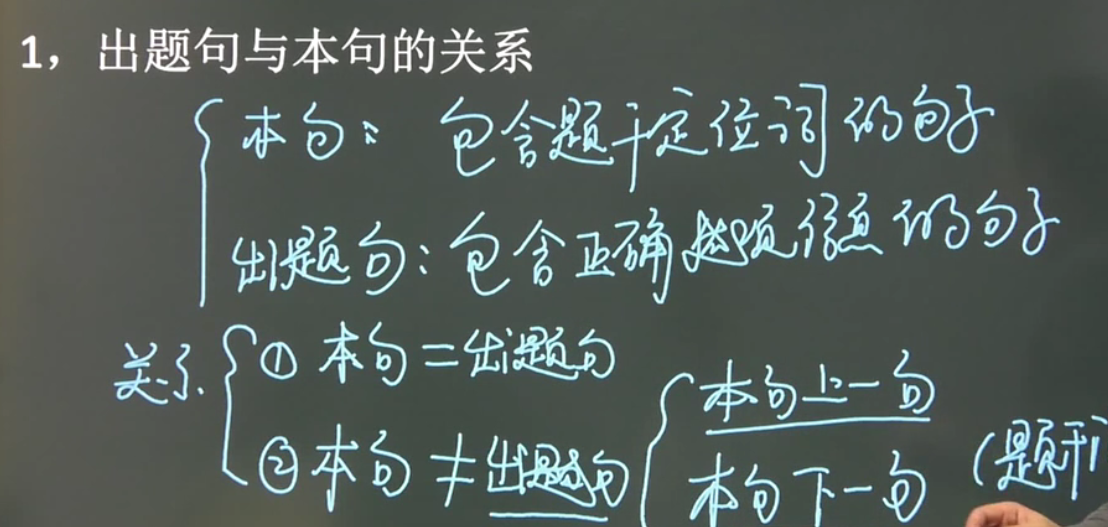 1，出题句与本句的关系
本句：包含题干定位词的句子
出题句：包含正确选项信息的句子
关系 ① 本句＝出题句
② 本句≠出题句
本句上一句
本句下一句 (题干